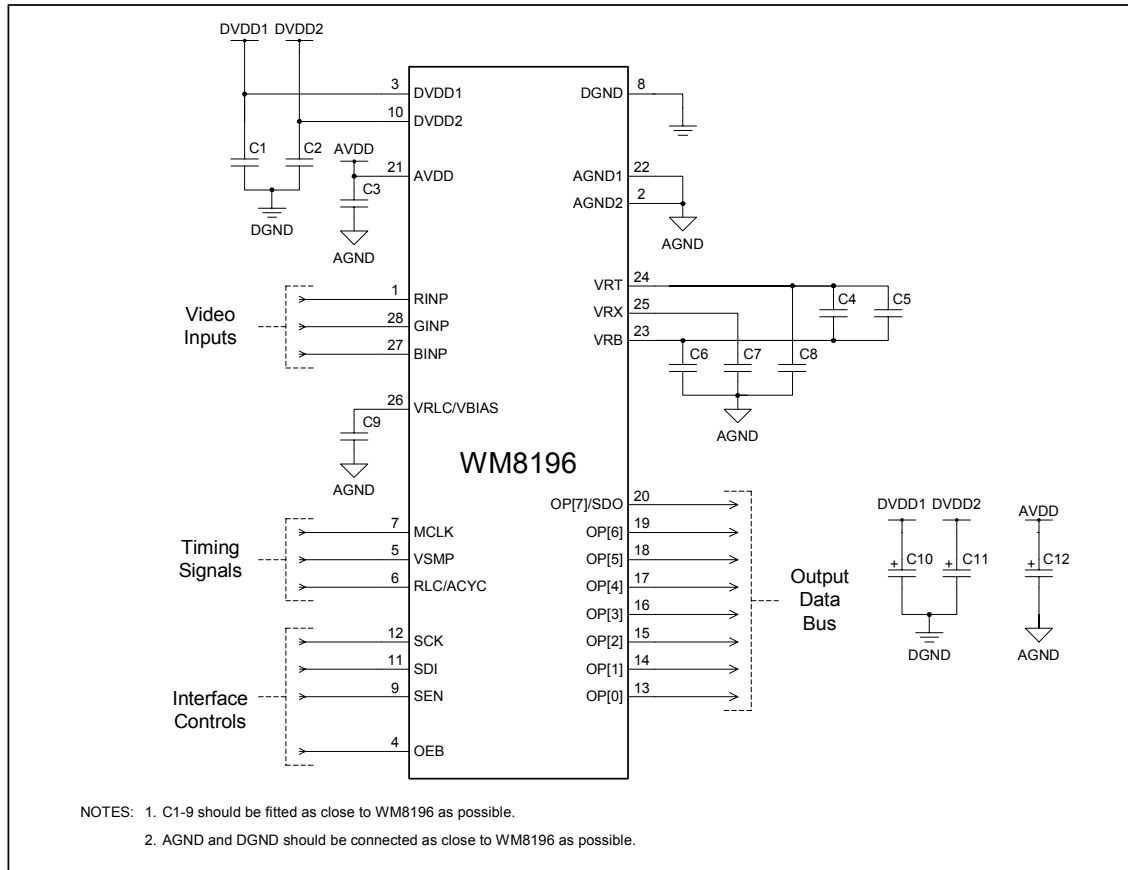 DVDD1 DVDD2
3 DVDD1
10 DVDD2
C1 C2
DGND
AVDD
21 AVDD
C3
AGND
Video
Inputs
1 RINP
28 GINP
27 BINP
26 VRLC/VBIAS
C9
AGND
WM8196
Timing
Signals
7 MCLK
5 VSMP
6 RLC/ACYC
Interface
Controls
12 SCK
11 SDI
9 SEN
4 OEB
DGND 8
AGND1 22
AGND2 2
AGND
VRT 24
VRX 25
VRB 23
C4 C5
C6 C7 C8
AGND
OP[7]/SDO 20
OP[6] 19
OP[5] 18
OP[4] 17
OP[3] 16
OP[2] 15
OP[1] 14
OP[0] 13
Output
Data
Bus
DVDD1 DVDD2 AVDD
+ C10 + C11 + C12
DGND AGND
NOTES: 1. C1-9 should be fitted as close to WM8196 as possible.
2. AGND and DGND should be connected as close to WM8196 as possible.